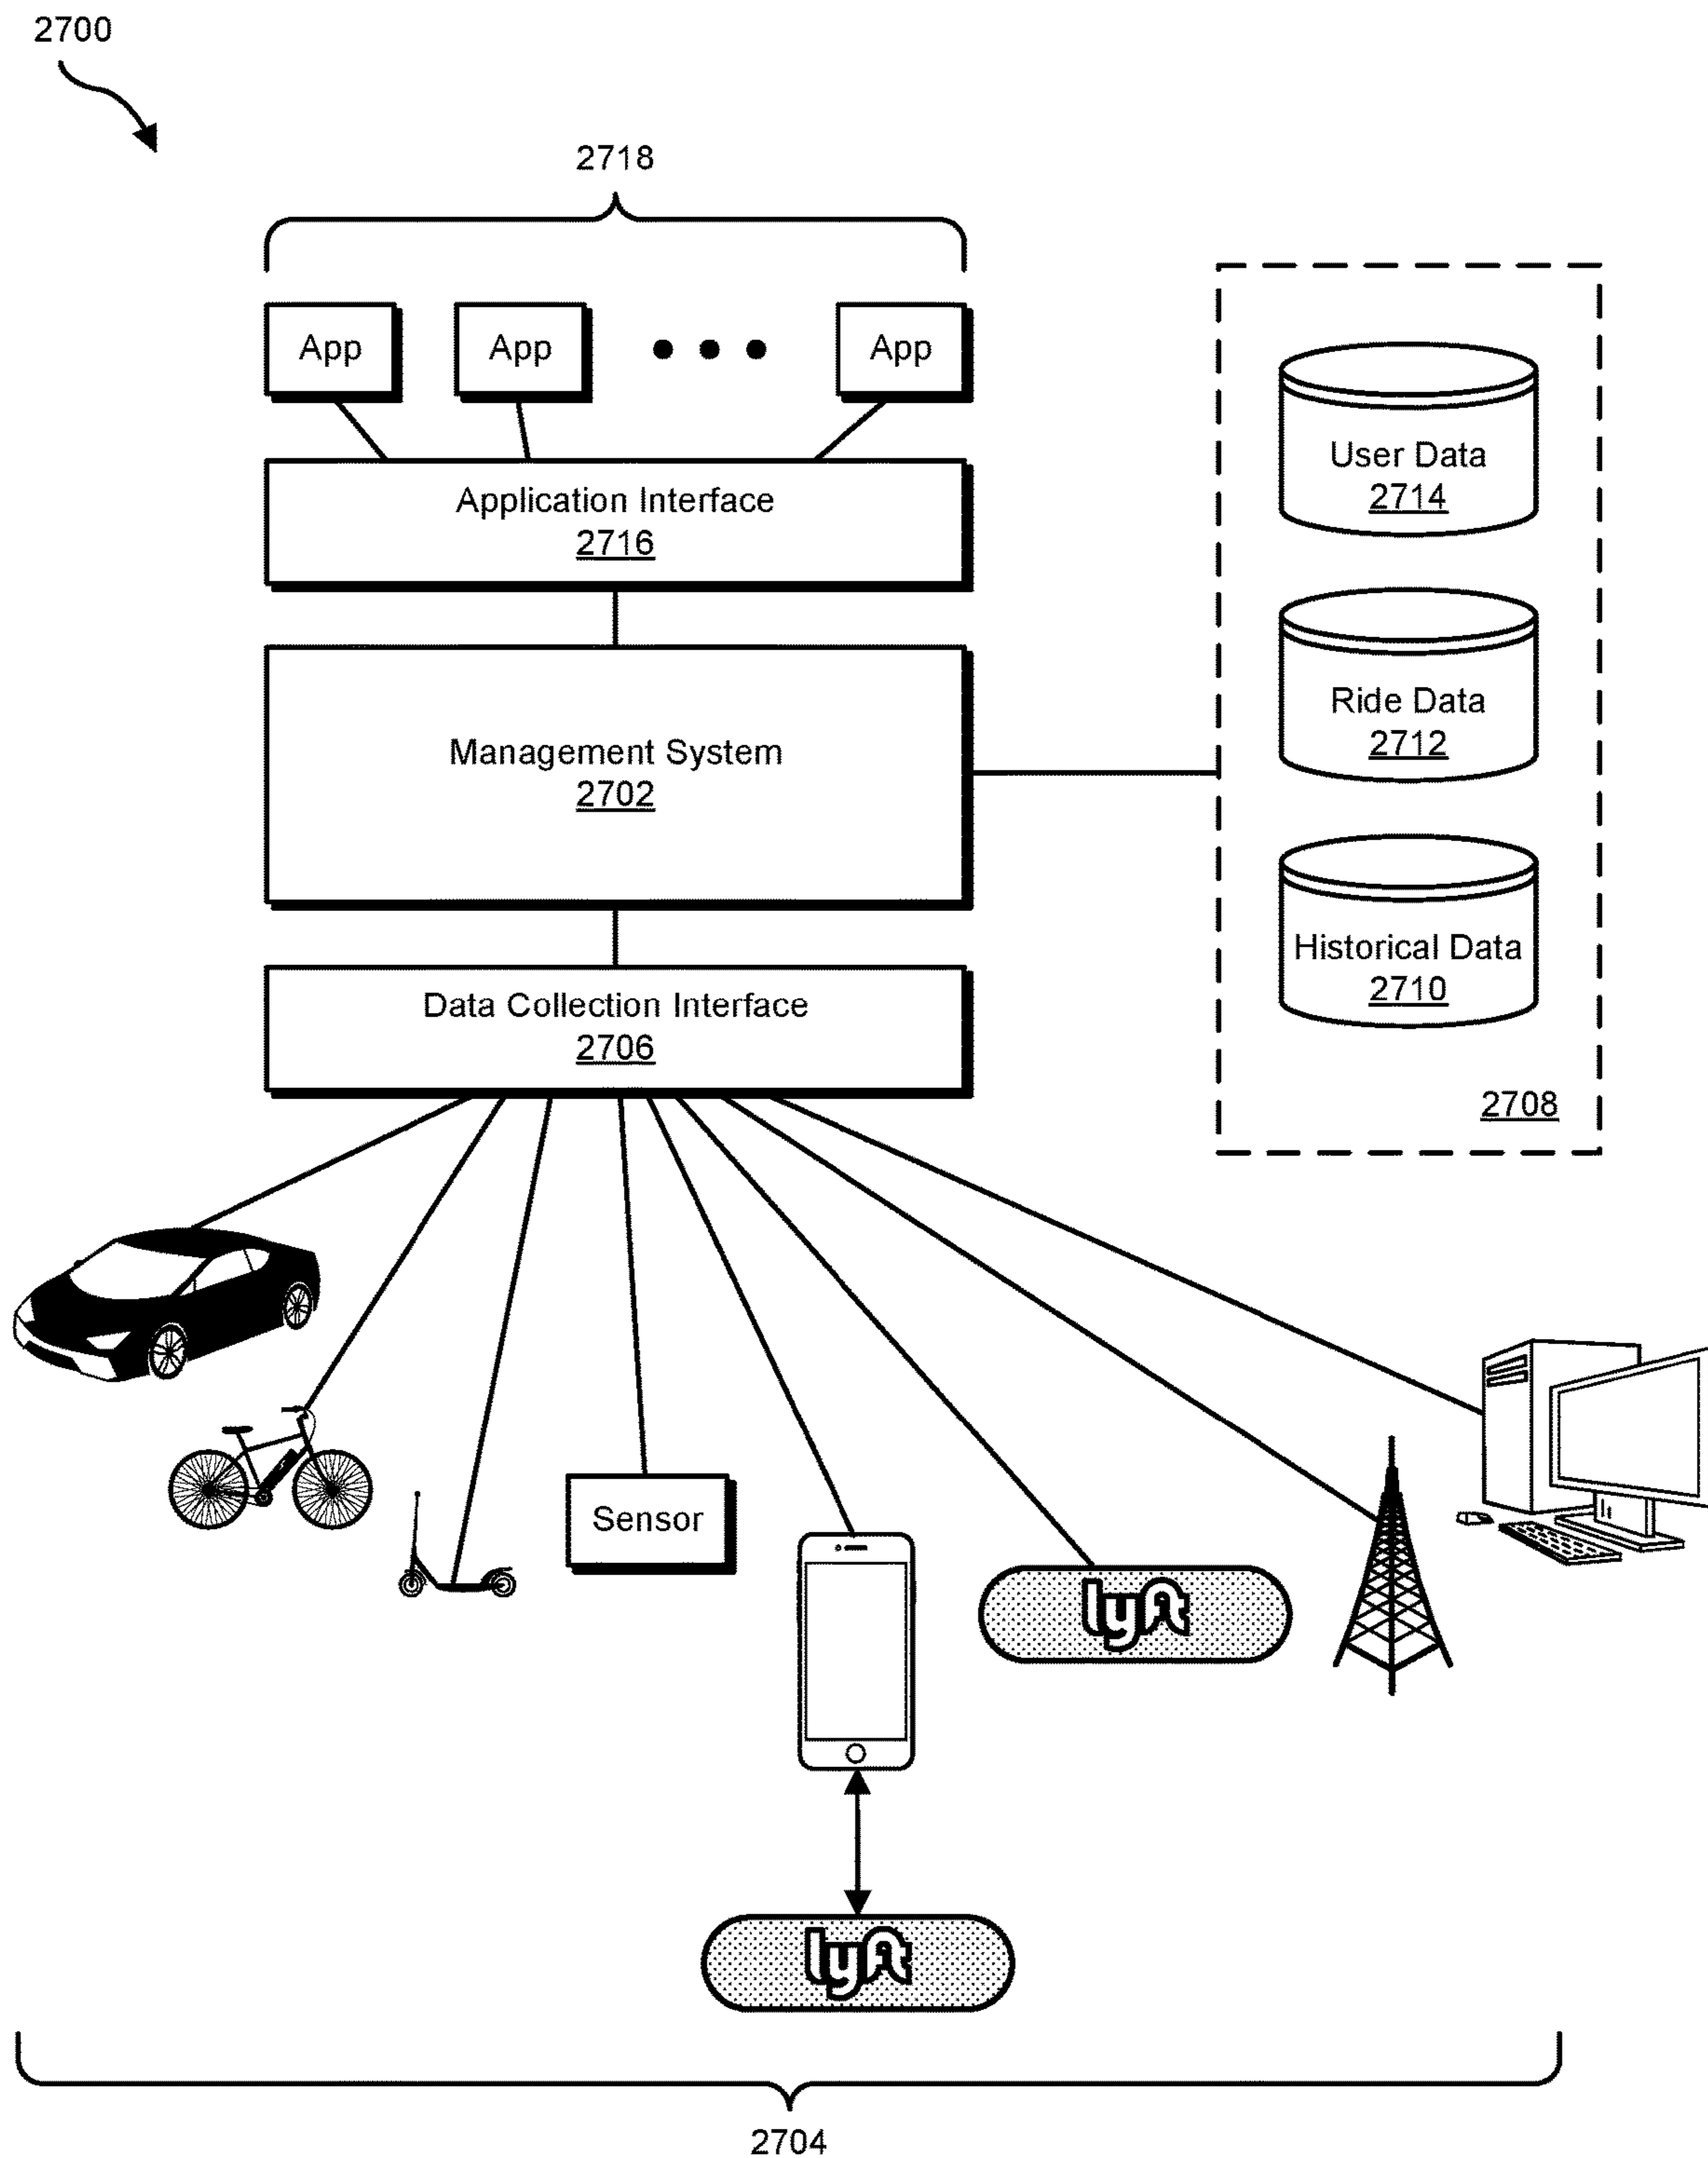 2700
2718
App
App
App
Application Interface
2716
Management System
2702
Data Collection Interface
2706
User Data
2714
Ride Data
2712
Historical Data
2710
2708
Sensor
lyft
lyft
2704